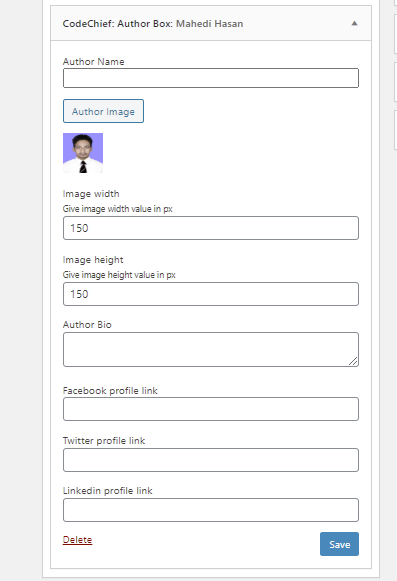 CodeChief: Author Box: Mahedi Hasan
Author Name
Author Image
Image width
Give image width value in px
150
Image height
Give image height value in px
150
Author Bio
Facebook profile link
Twitter profile link
Linkedin profile link
Delete
Save